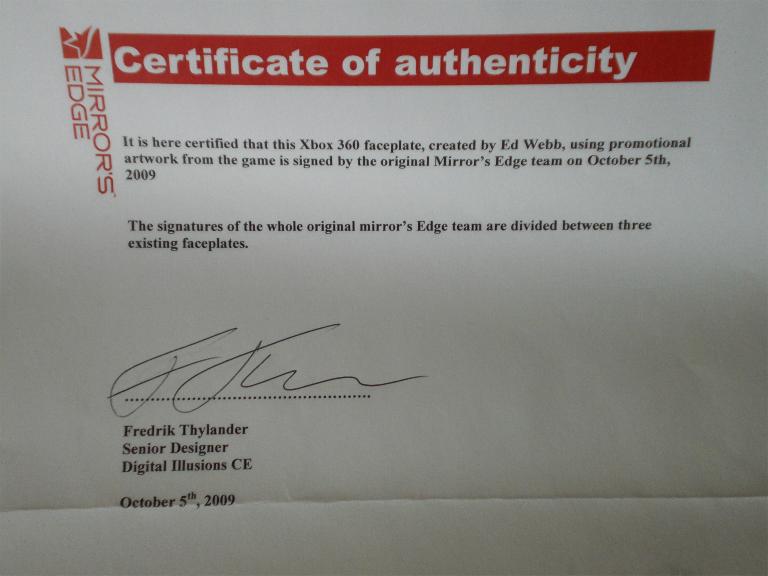 Certificate of authenticity
MIRROR'S
EDGE
It is here certified that this Xbox 360 faceplate, created by Ed Webb, using promotional
artwork from the game is signed by the original Mirror's Edge team on October 5th,
2009
The signatures of the whole original mirror's Edge team are divided between three
existing faceplates.
Fredrik Thylander
Senior Designer
Digital Illusions CE
October 5th, 2009